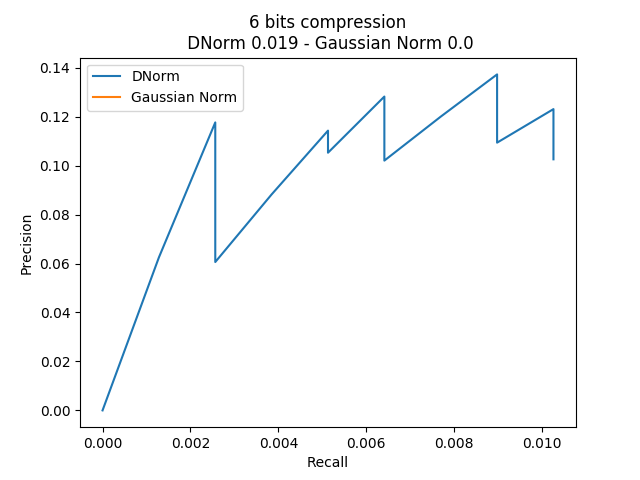 6 bits compression
DNorm 0.019 - Gaussian Norm 0.0
DNorm
Gaussian Norm
0.14
0.12
0.10
0.08
0.06
0.04
0.02
0.00
Precision
0.000 0.002 0.004 0.006 0.008 0.010
Recall